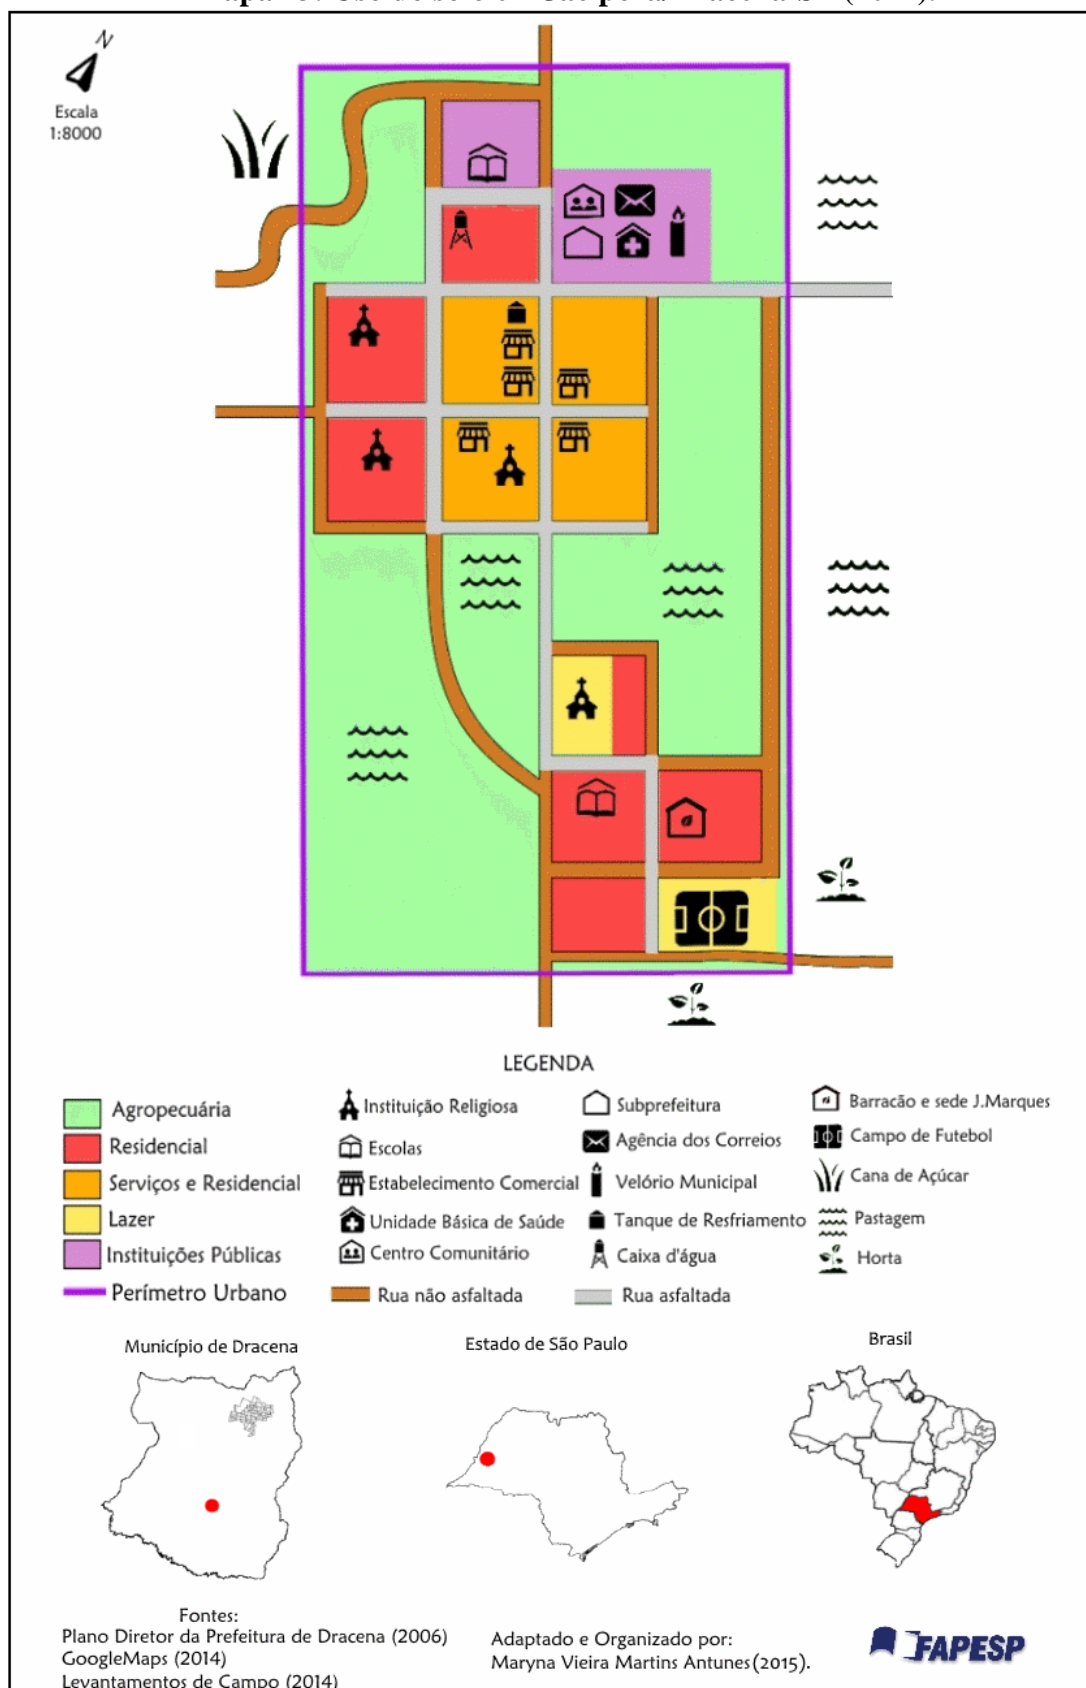 N
Escala
1:8000
LEGENDA
Agropecuária
Residencial
Serviços e Residencial
Lazer
Instituições Públicas
Perímetro Urbano
Instituição Religiosa
Escolas
Estabelecimento Comercial
Unidade Básica de Saúde
Centro Comunitário
Rua não asfaltada
Subprefeitura
Agência dos Correios
Velório Municipal
Tanque de Resfriamento
Caixa d'água
Rua asfaltada
Barracão e sede J.Marques
Campo de Futebol
Cana de Açúcar
Pastagem
Horta
Município de Dracena
Estado de São Paulo
Brasil
Fontes:
Plano Diretor da Prefeitura de Dracena (2006)
GoogleMaps (2014)
Levantamentos de Campo (2014)
Adaptado e Organizado por:
Maryna Vieira Martins Antunes(2015).
FAPESP